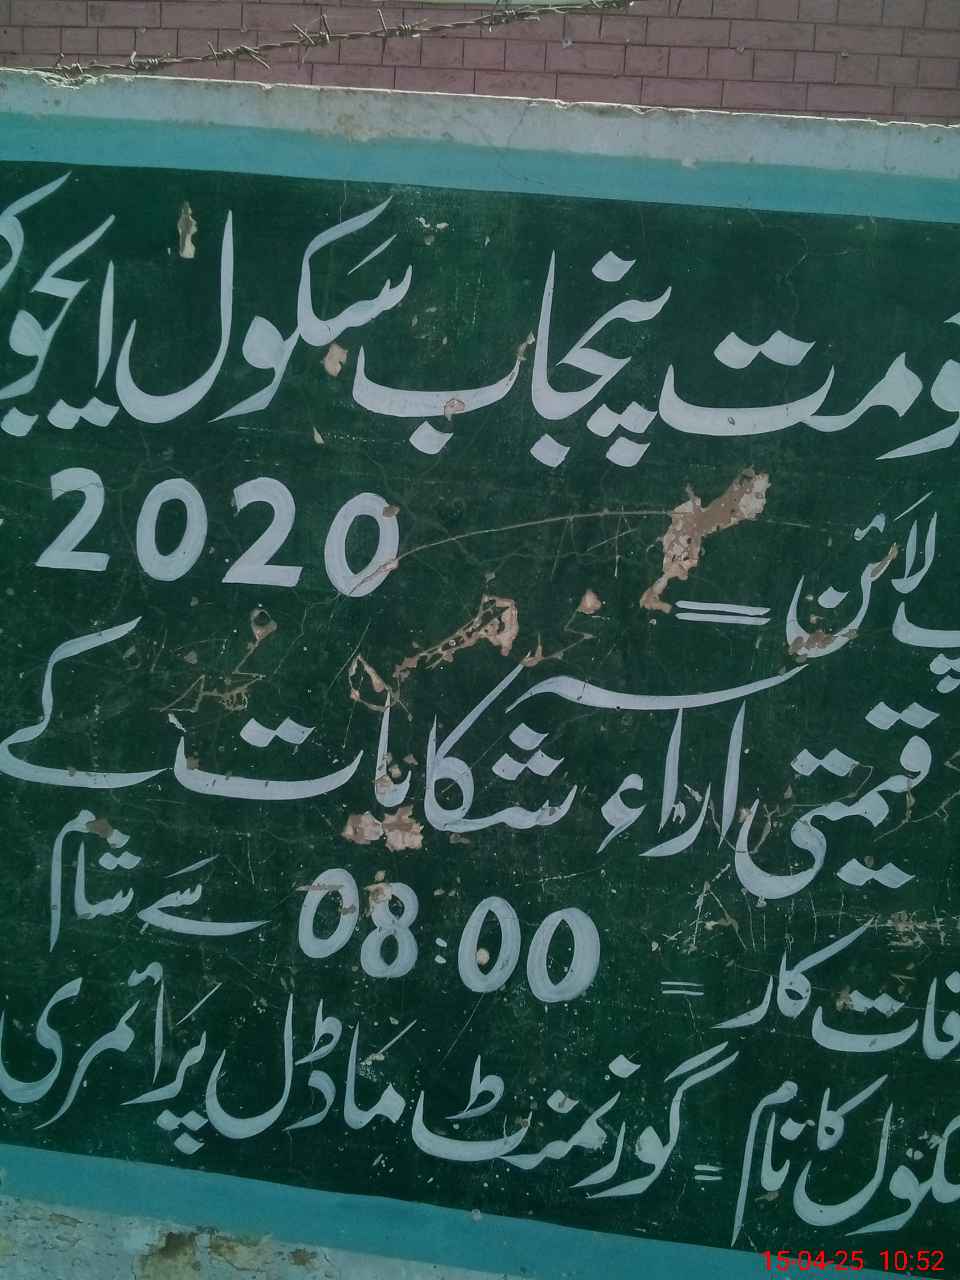 ومت پنجاب سکول ایجو
پ لائن = 2020
قیمتی اراء شکایات کے
فات کار = 08:00 سے شام
سکول کا نام = گورنمنٹ ماڈل پرائمری
15-04-25 10:52